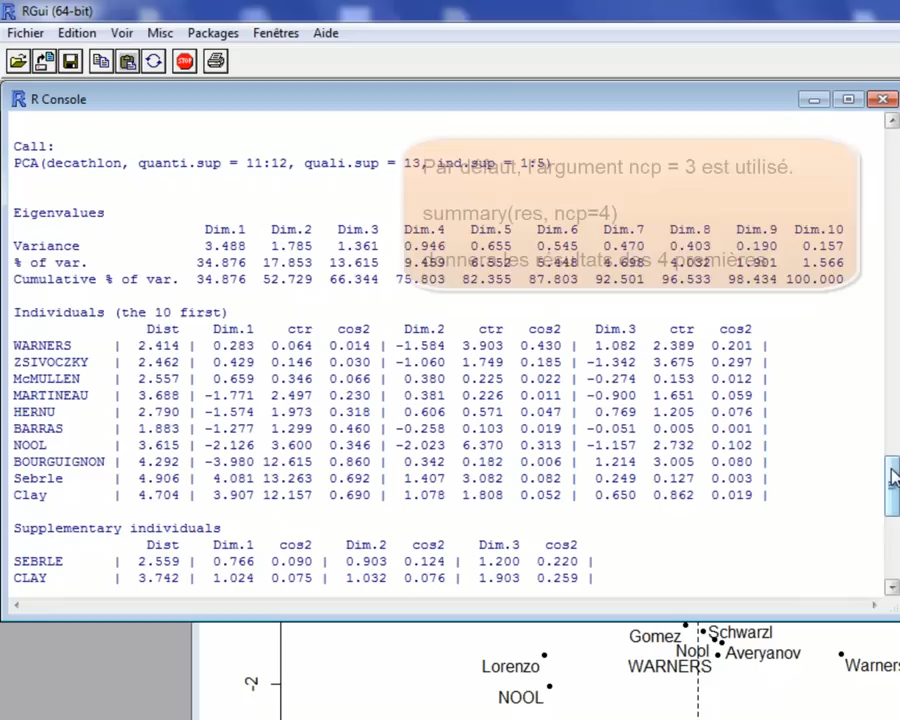 RGui (64-bit)
Fichier Edition Voir Misc Packages Fenêtres Aide
STOP
R Console
Call:
PCA(decathlon, quanti.sup = 11:12, quali.sup = 13, ind.sup = 1:5)
Par défaut, l'argument ncp = 3 est utilisé.
summary(res, ncp=4)
donne les résultats des 4 premières
Eigenvalues
Dim.1 Dim.2 Dim.3 Dim.4 Dim.5 Dim.6 Dim.7 Dim.8 Dim.9 Dim.10
Variance 3.488 1.785 1.361 0.946 0.655 0.545 0.470 0.403 0.190 0.157
% of var. 34.876 17.853 13.615 9.459 6.552 5.448 4.698 4.032 1.901 1.566
Cumulative % of var. 34.876 52.729 66.344 75.803 82.355 87.803 92.501 96.533 98.434 100.000
Individuals (the 10 first)
Dist Dim.1 ctr cos2 Dim.2 ctr cos2 Dim.3 ctr cos2
WARNERS | 2.414 | 0.283 0.064 0.014 | -1.584 3.903 0.430 | 1.082 2.389 0.201 |
ZSIVOCZKY | 2.462 | 0.429 0.146 0.030 | -1.060 1.749 0.185 | -1.342 3.675 0.297 |
McMULLEN | 2.557 | 0.659 0.346 0.066 | 0.380 0.225 0.022 | -0.274 0.153 0.012 |
MARTINEAU | 3.688 | -1.771 2.497 0.230 | 0.381 0.226 0.011 | -0.900 1.651 0.059 |
HERNU | 2.790 | -1.574 1.973 0.318 | 0.606 0.571 0.047 | 0.769 1.205 0.076 |
BARRAS | 1.883 | -1.277 1.299 0.460 | -0.258 0.103 0.019 | -0.051 0.005 0.001 |
NOOL | 3.615 | -2.126 3.600 0.346 | -2.023 6.370 0.313 | -1.157 2.732 0.102 |
BOURGUIGNON | 4.292 | -3.980 12.615 0.860 | 0.342 0.182 0.006 | 1.214 3.005 0.080 |
Sebrle | 4.906 | 4.081 13.263 0.692 | 1.407 3.082 0.082 | 0.249 0.127 0.003 |
Clay | 4.704 | 3.907 12.157 0.690 | 1.078 1.808 0.052 | 0.650 0.862 0.019 |
Supplementary individuals
Dist Dim.1 cos2 Dim.2 cos2 Dim.3 cos2
SEBRLE | 2.559 | 0.766 0.090 | 0.903 0.124 | 1.200 0.220 |
CLAY | 3.742 | 1.024 0.075 | 1.032 0.076 | 1.903 0.259 |
Gomez Schwarzl
Nool Averyanov
Lorenzo WARNERS Warners
-2
NOOL